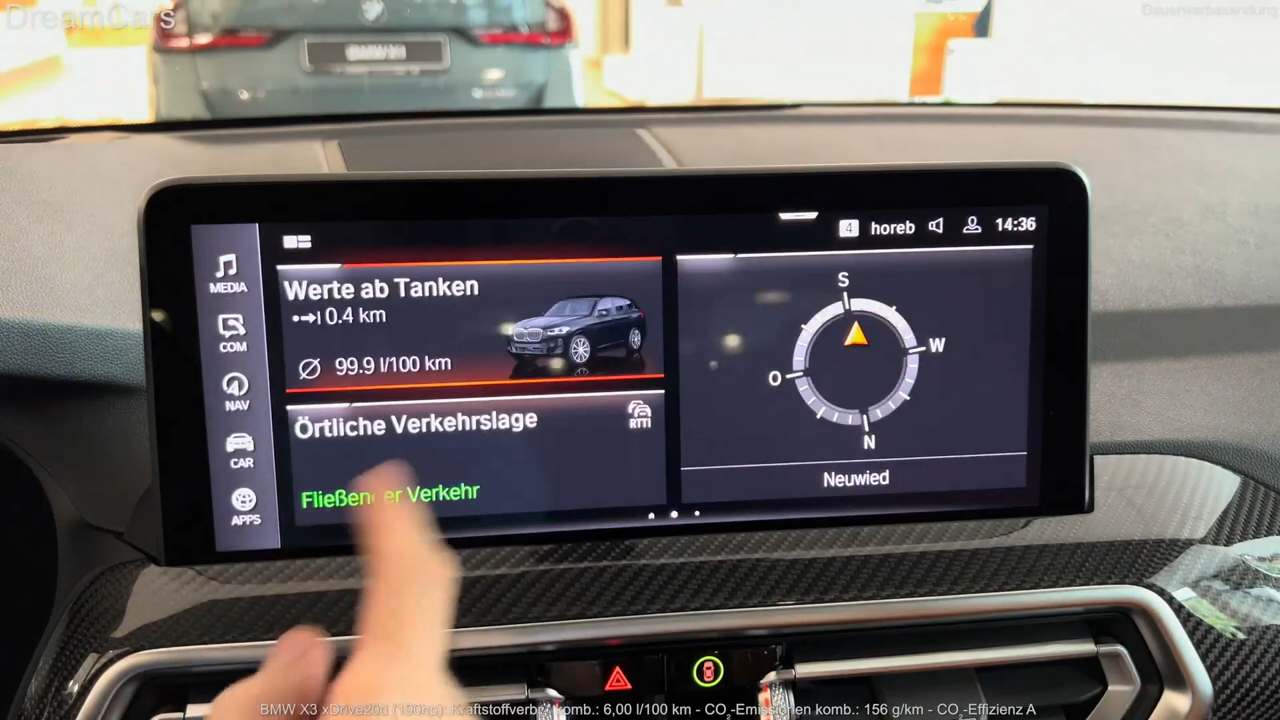 DreamCars
Dauerwerbesendung
4 horeb 14:36
MEDIA
COM
NAV
CAR
APPS
Werte ab Tanken
0.4 km
Ø 99.9 l/100 km
Örtliche Verkehrslage
RTTI
Fließender Verkehr
S
W
O
N
Neuwied
BMW X3 xDrive20d (190hp): Kraftstoffverbr. komb.: 6,00 l/100 km - CO₂-Emissionen komb.: 156 g/km - CO₂-Effizienz A